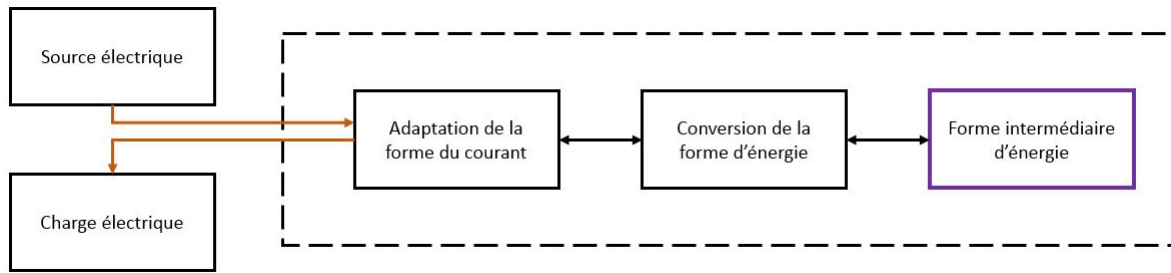 Source électrique
Adaptation de la
forme du courant
Conversion de la
forme d'énergie
Forme intermédiaire
d'énergie
Charge électrique